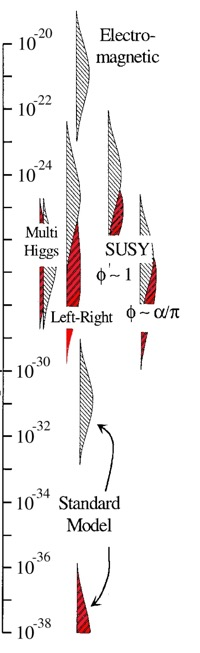 10-20
Electro-
magnetic
10-22
10-24
Multi
Higgs
SUSY
ϕ ~ 1
Left-Right
ϕ ~ α/π
10-30
10-32
10-34
Standard
Model
10-36
10-38